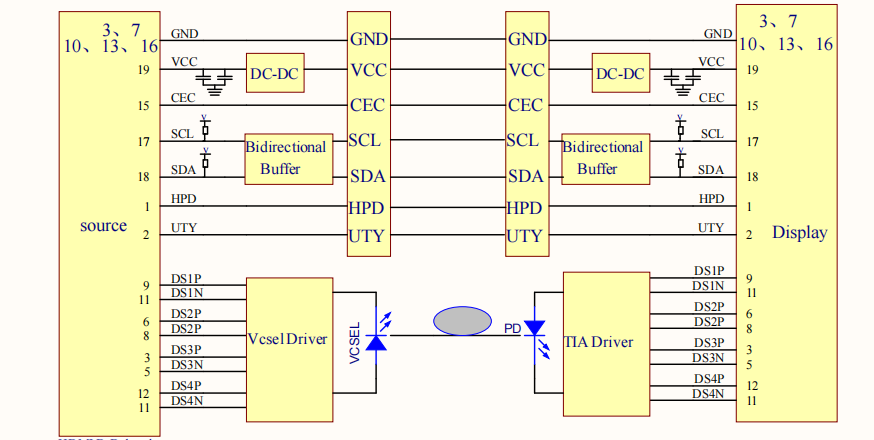 3、7
10、13、16
GND
GND
GND
GND
3、7
10、13、16
19
VCC
DC-DC
VCC
VCC
DC-DC
VCC
19
15
CEC
CEC
CEC
CEC
15
V
V
17
SCL
Bidirectional
Buffer
SCL
SCL
Bidirectional
Buffer
SCL
17
V
V
18
SDA
SDA
SDA
SDA
18
1
HPD
HPD
HPD
HPD
1
source
2
UTY
UTY
UTY
UTY
2
Display
9
DS1P
11
DS1N
6
DS2P
8
DS2P
3
DS3P
5
DS3N
12
DS4P
11
DS4N
Vcsel Driver
VCSEL
PD
TIA Driver
DS1P
9
DS1N
11
DS2P
6
DS2P
8
DS3P
3
DS3N
5
DS4P
12
DS4N
11